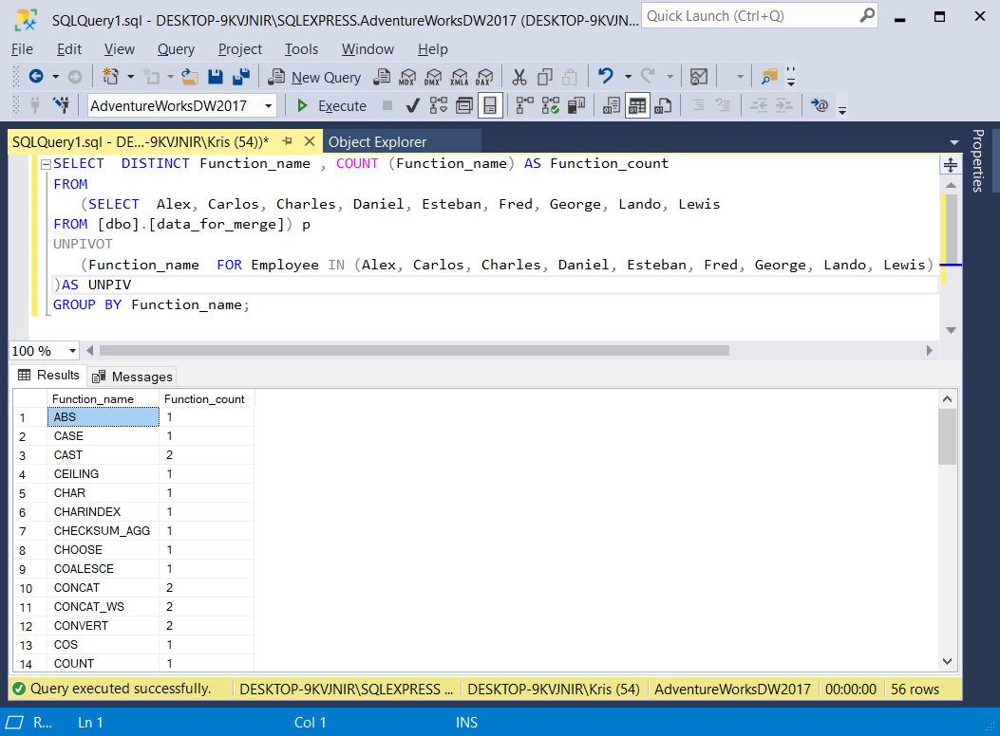 SQLQuery1.sql - DESKTOP-9KVJNIR\SQLEXPRESS.AdventureWorksDW2017 (DESKTOP-9KVJN...
Quick Launch (Ctrl+Q)
File Edit View Query Project Tools Window Help
New Query MDX DMX XMLA DAX
AdventureWorksDW2017 Execute
SQLQuery1.sql - DE...-9KVJNIR\Kris (54))* Object Explorer
Properties
SELECT DISTINCT Function_name , COUNT (Function_name) AS Function_count
FROM
(SELECT Alex, Carlos, Charles, Daniel, Esteban, Fred, George, Lando, Lewis
FROM [dbo].[data_for_merge]) p
UNPIVOT
(Function_name FOR Employee IN (Alex, Carlos, Charles, Daniel, Esteban, Fred, George, Lando, Lewis)
)AS UNPIV
GROUP BY Function_name;
100 %
Results Messages
Function_name Function_count
1 ABS 1
2 CASE 1
3 CAST 2
4 CEILING 1
5 CHAR 1
6 CHARINDEX 1
7 CHECKSUM_AGG 1
8 CHOOSE 1
9 COALESCE 1
10 CONCAT 2
11 CONCAT_WS 2
12 CONVERT 2
13 COS 1
14 COUNT 1
Query executed successfully. DESKTOP-9KVJNIR\SQLEXPRESS ... DESKTOP-9KVJNIR\Kris (54) AdventureWorksDW2017 00:00:00 56 rows
R... Ln 1 Col 1 INS